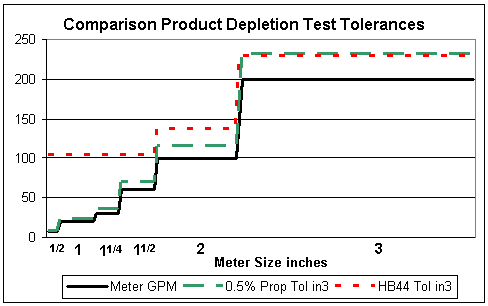 Comparison Product Depletion Test Tolerances
250
200
150
100
50
0
1/2 1 1 1/4 1 1/2 2 3
Meter Size inches
Meter GPM 0.5% Prop Tol in3 HB44 Tol in3